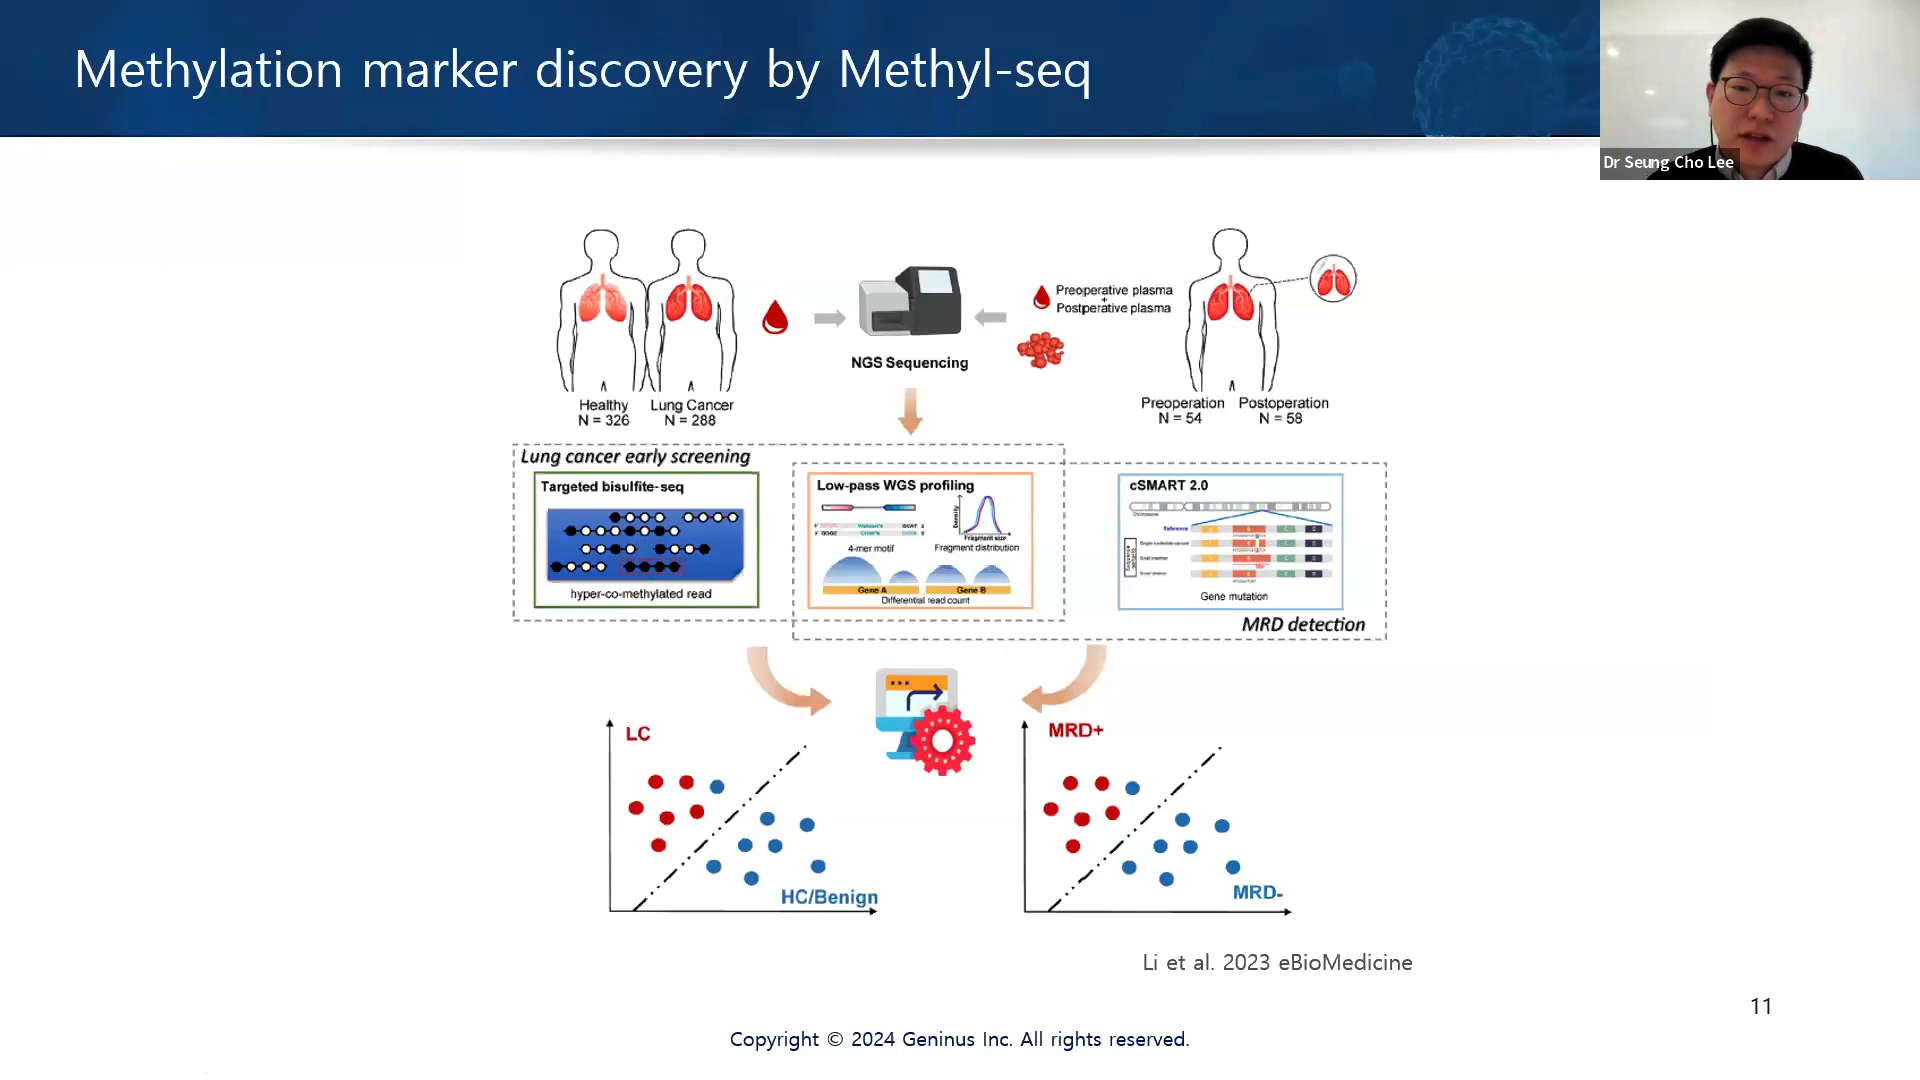 Methylation marker discovery by Methyl-seq
Dr Seung Cho Lee
Preoperative plasma
+
Postperative plasma
NGS Sequencing
Healthy
N = 326
Lung Cancer
N = 288
Preoperation
N = 54
Postoperation
N = 58
Lung cancer early screening
Targeted bisulfite-seq
hyper-co-methylated read
Low-pass WGS profiling
Density
Fragment size
4-mer motif
Fragment distribution
Gene A
Gene B
Differential read count
cSMART 2.0
Chromosome
Reference
Gene mutation
MRD detection
LC
HC/Benign
MRD+
MRD-
Li et al. 2023 eBioMedicine
11
Copyright © 2024 Geninus Inc. All rights reserved.